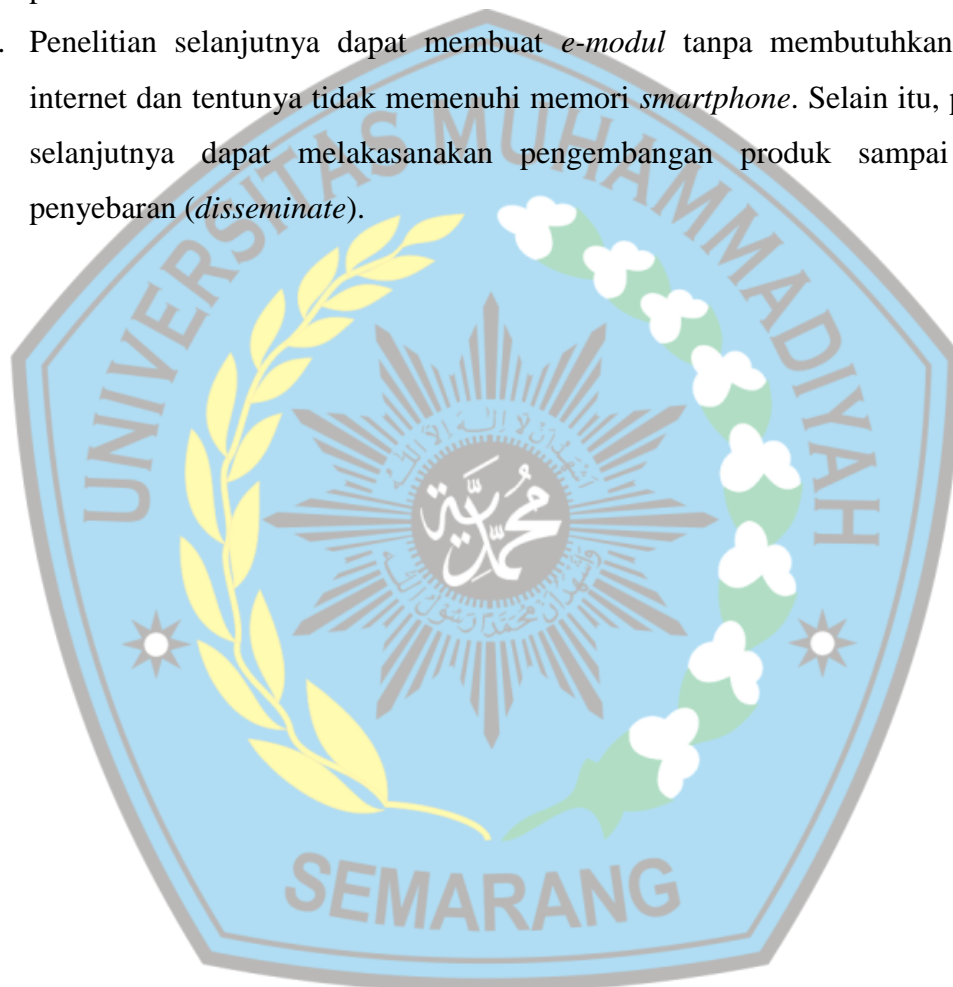 . Penelitian selanjutnya dapat membuat e-modul tanpa membutuhkan
internet dan tentunya tidak memenuhi memori smartphone. Selain itu, p
selanjutnya dapat melakasanakan pengembangan produk sampai
penyebaran (disseminate).
UNIVERSITAS MUHAMMADIYAH
محمدية
SEMARANG